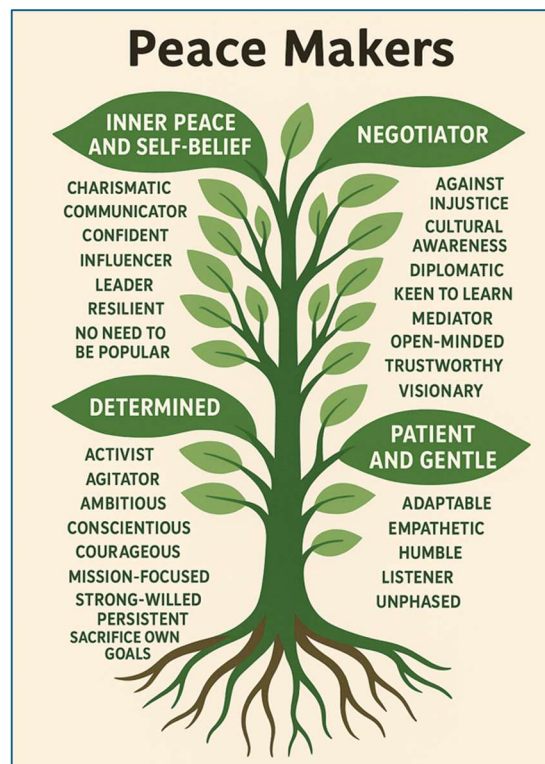 Peace Makers
INNER PEACE
AND SELF-BELIEF
CHARISMATIC
COMMUNICATOR
CONFIDENT
INFLUENCER
LEADER
RESILIENT
NO NEED TO
BE POPULAR
NEGOTIATOR
AGAINST
INJUSTICE
CULTURAL
AWARENESS
DIPLOMATIC
KEEN TO LEARN
MEDIATOR
OPEN-MINDED
TRUSTWORTHY
VISIONARY
DETERMINED
ACTIVIST
AGITATOR
AMBITIOUS
CONSCIENTIOUS
COURAGEOUS
MISSION-FOCUSED
STRONG-WILLED
PERSISTENT
SACRIFICE OWN
GOALS
PATIENT
AND GENTLE
ADAPTABLE
EMPATHETIC
HUMBLE
LISTENER
UNPHASED